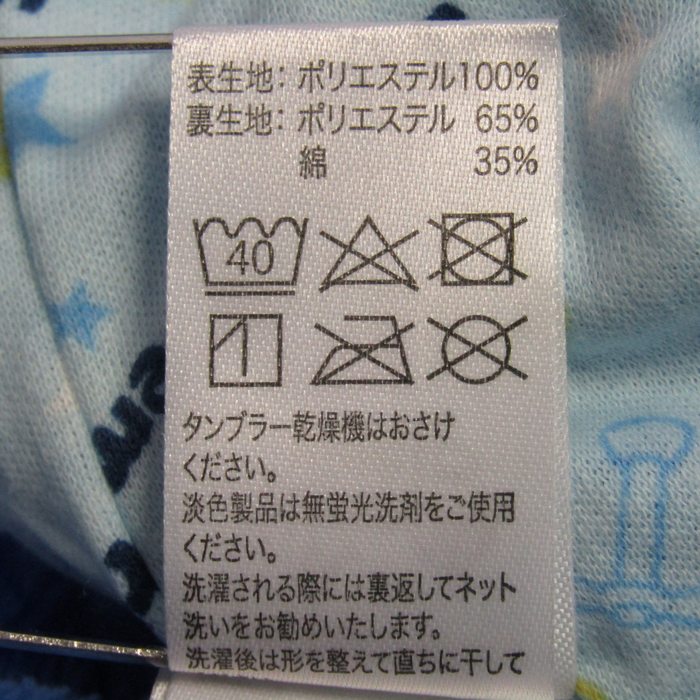 表生地：ポリエステル100%
裏生地：ポリエステル 65%
綿 35%
40
タンブラー乾燥機はおさけ
ください。
淡色製品は無蛍光洗剤をご使用
ください。
洗濯される際には裏返してネット
洗いをお勧めいたします。
洗濯後は形を整えて直ちに干して